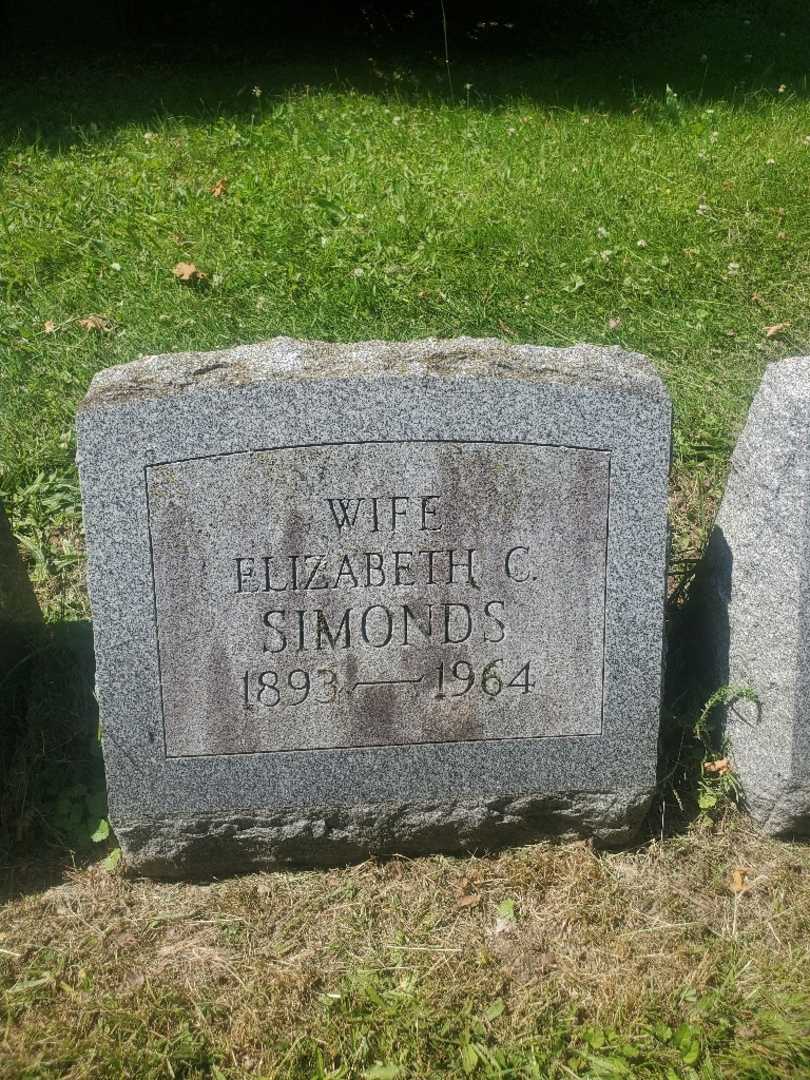 WIFE
ELIZABETH C.
SIMONDS
1893 — 1964